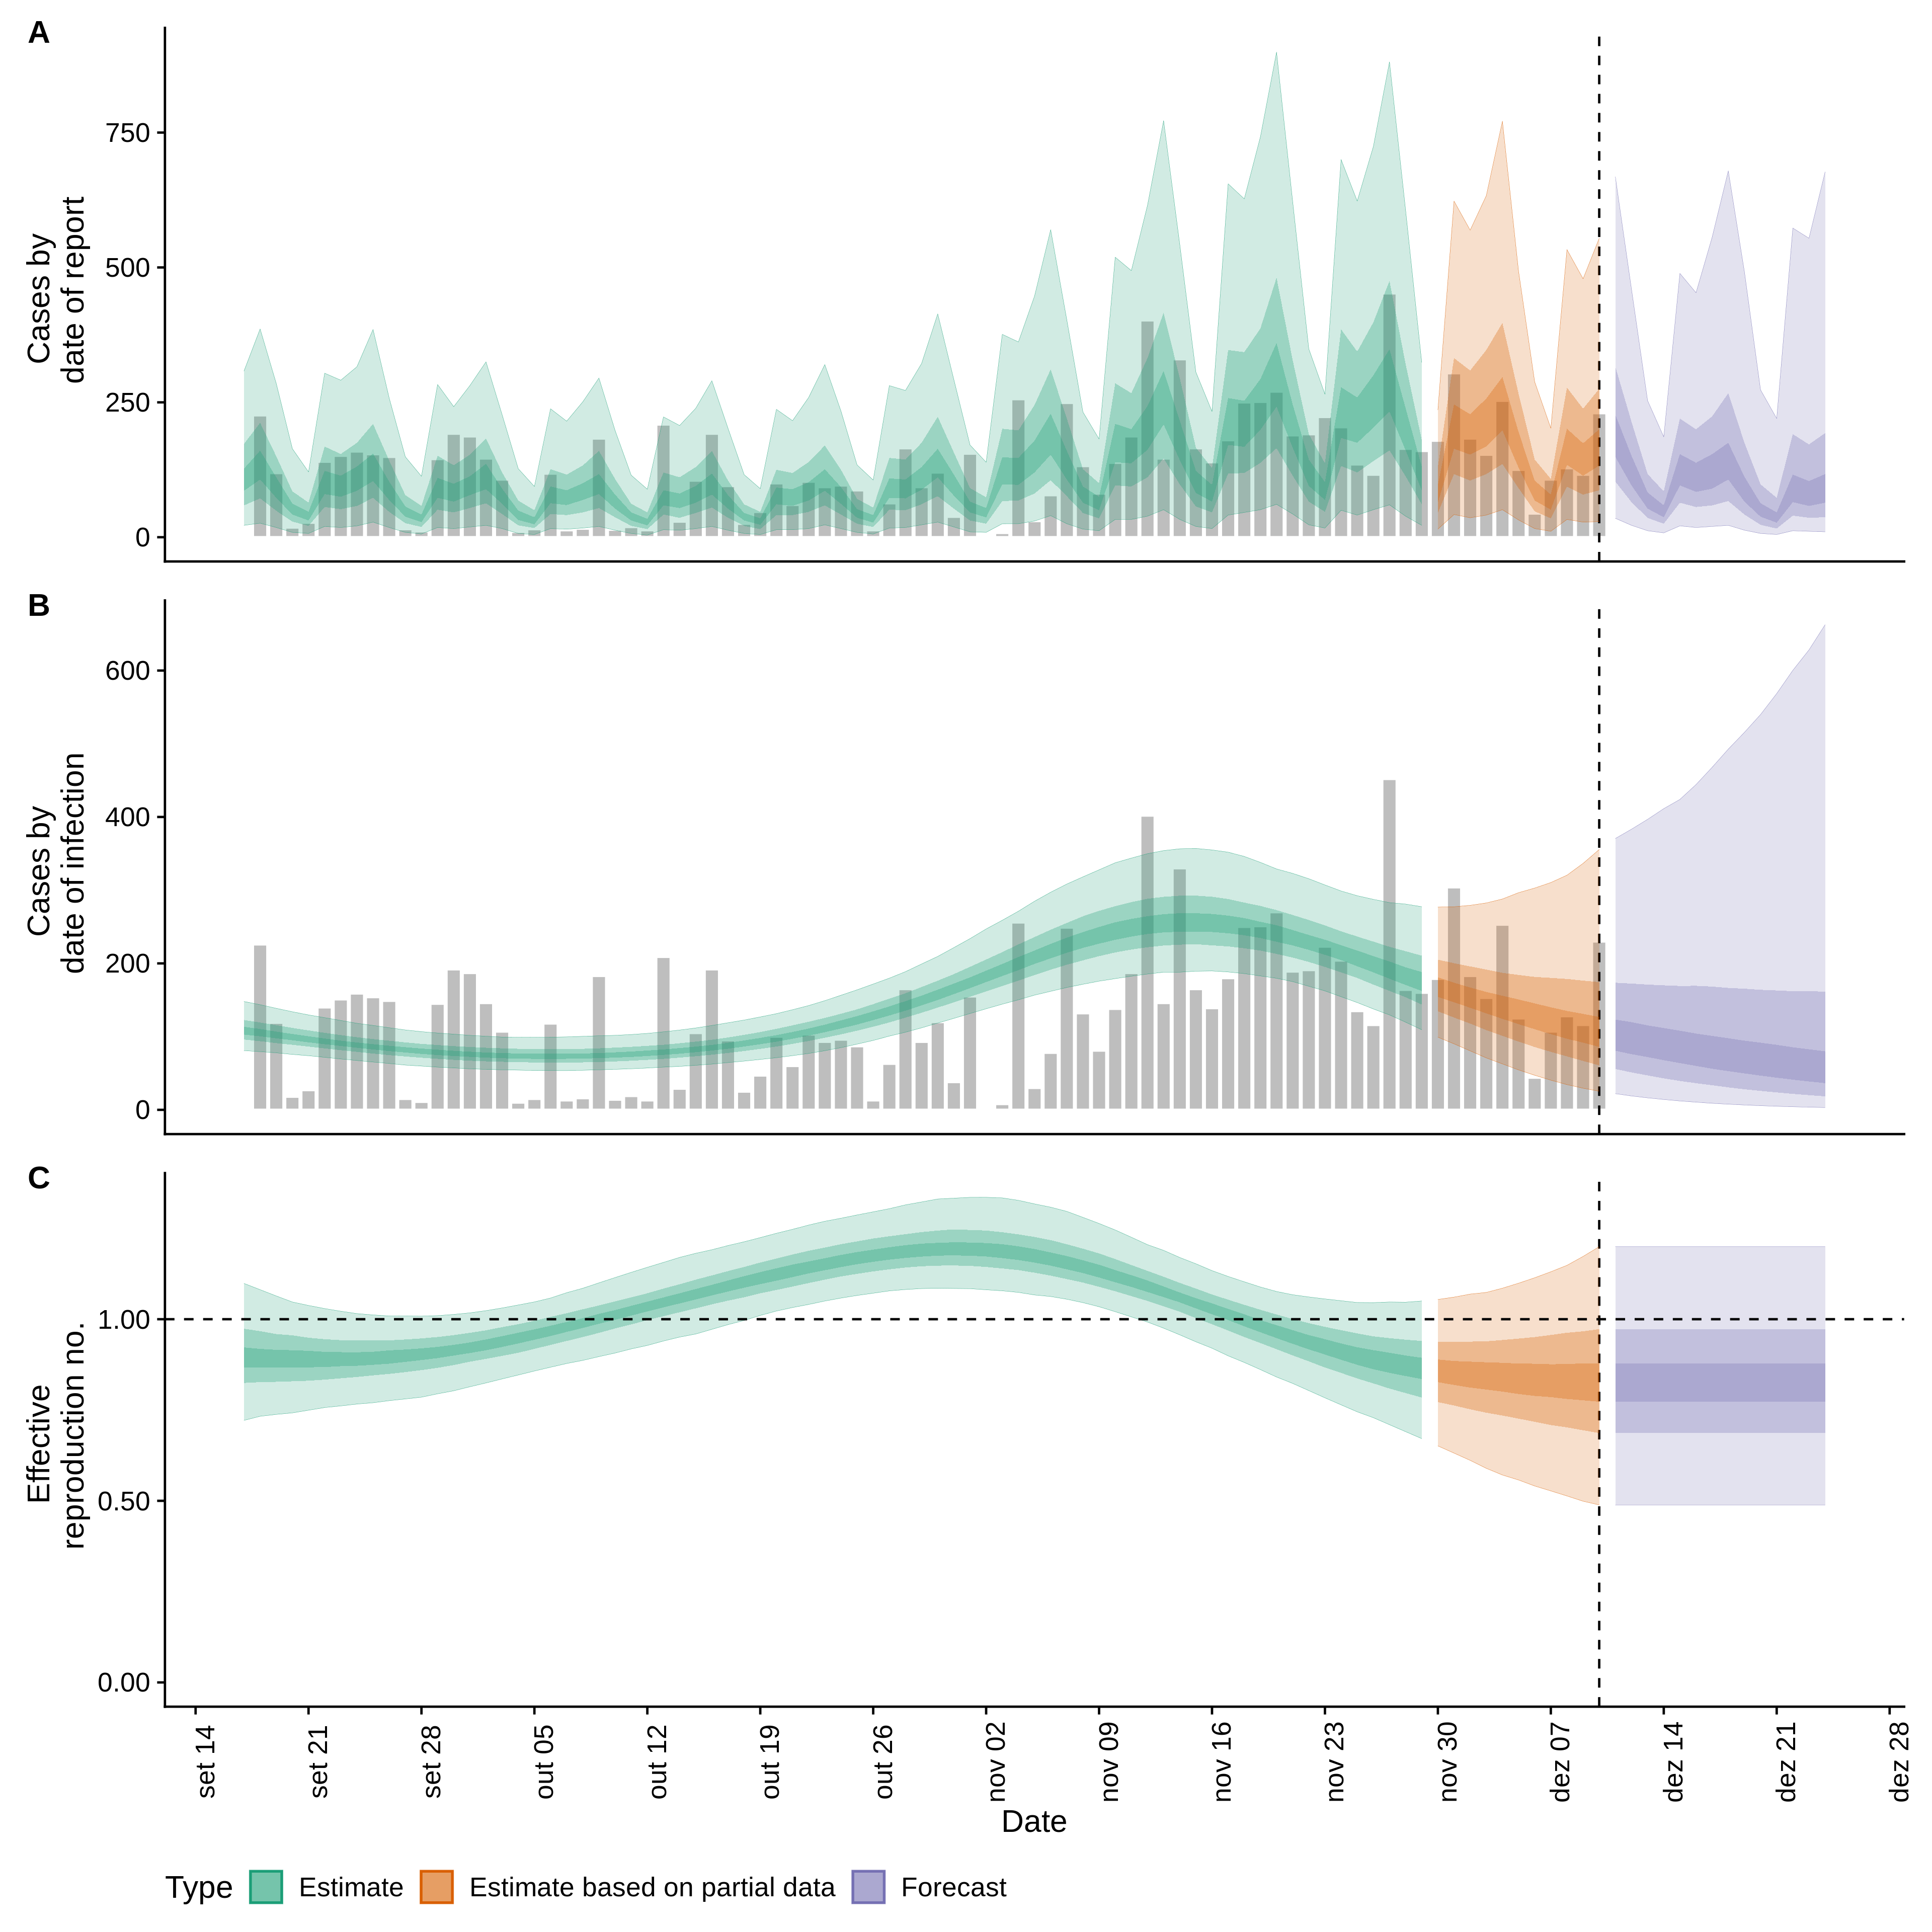 A
Cases by
date of report
750
500
250
0
B
Cases by
date of infection
600
400
200
0
C
Effective
reproduction no.
1.00
0.50
0.00
set 14
set 21
set 28
out 05
out 12
out 19
out 26
nov 02
nov 09
nov 16
nov 23
nov 30
dez 07
dez 14
dez 21
dez 28
Date
Type Estimate Estimate based on partial data Forecast